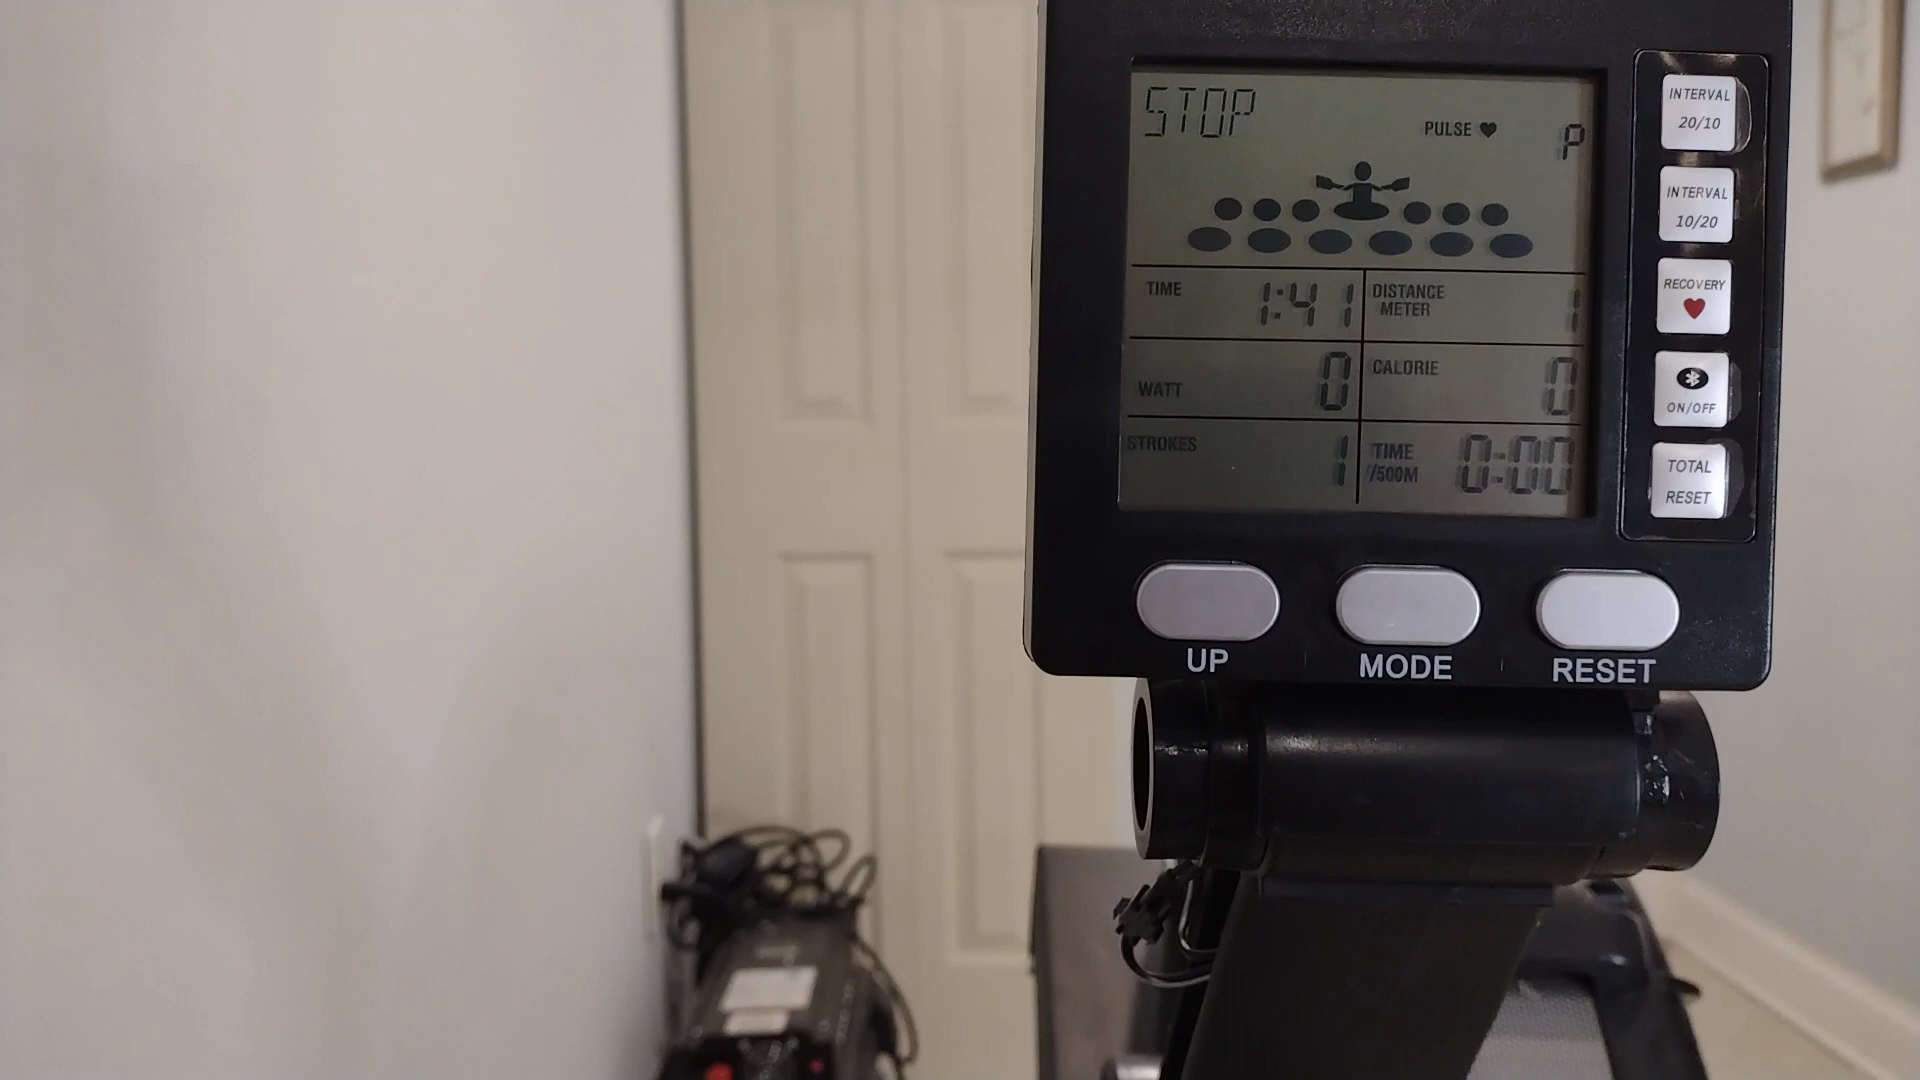 STOP
PULSE ♥ P
TIME 1:41
DISTANCE METER 1
WATT 0
CALORIE 0
STROKES 1
TIME /500M 0:00
INTERVAL
20/10
INTERVAL
10/20
RECOVERY
ON/OFF
TOTAL
RESET
UP MODE RESET